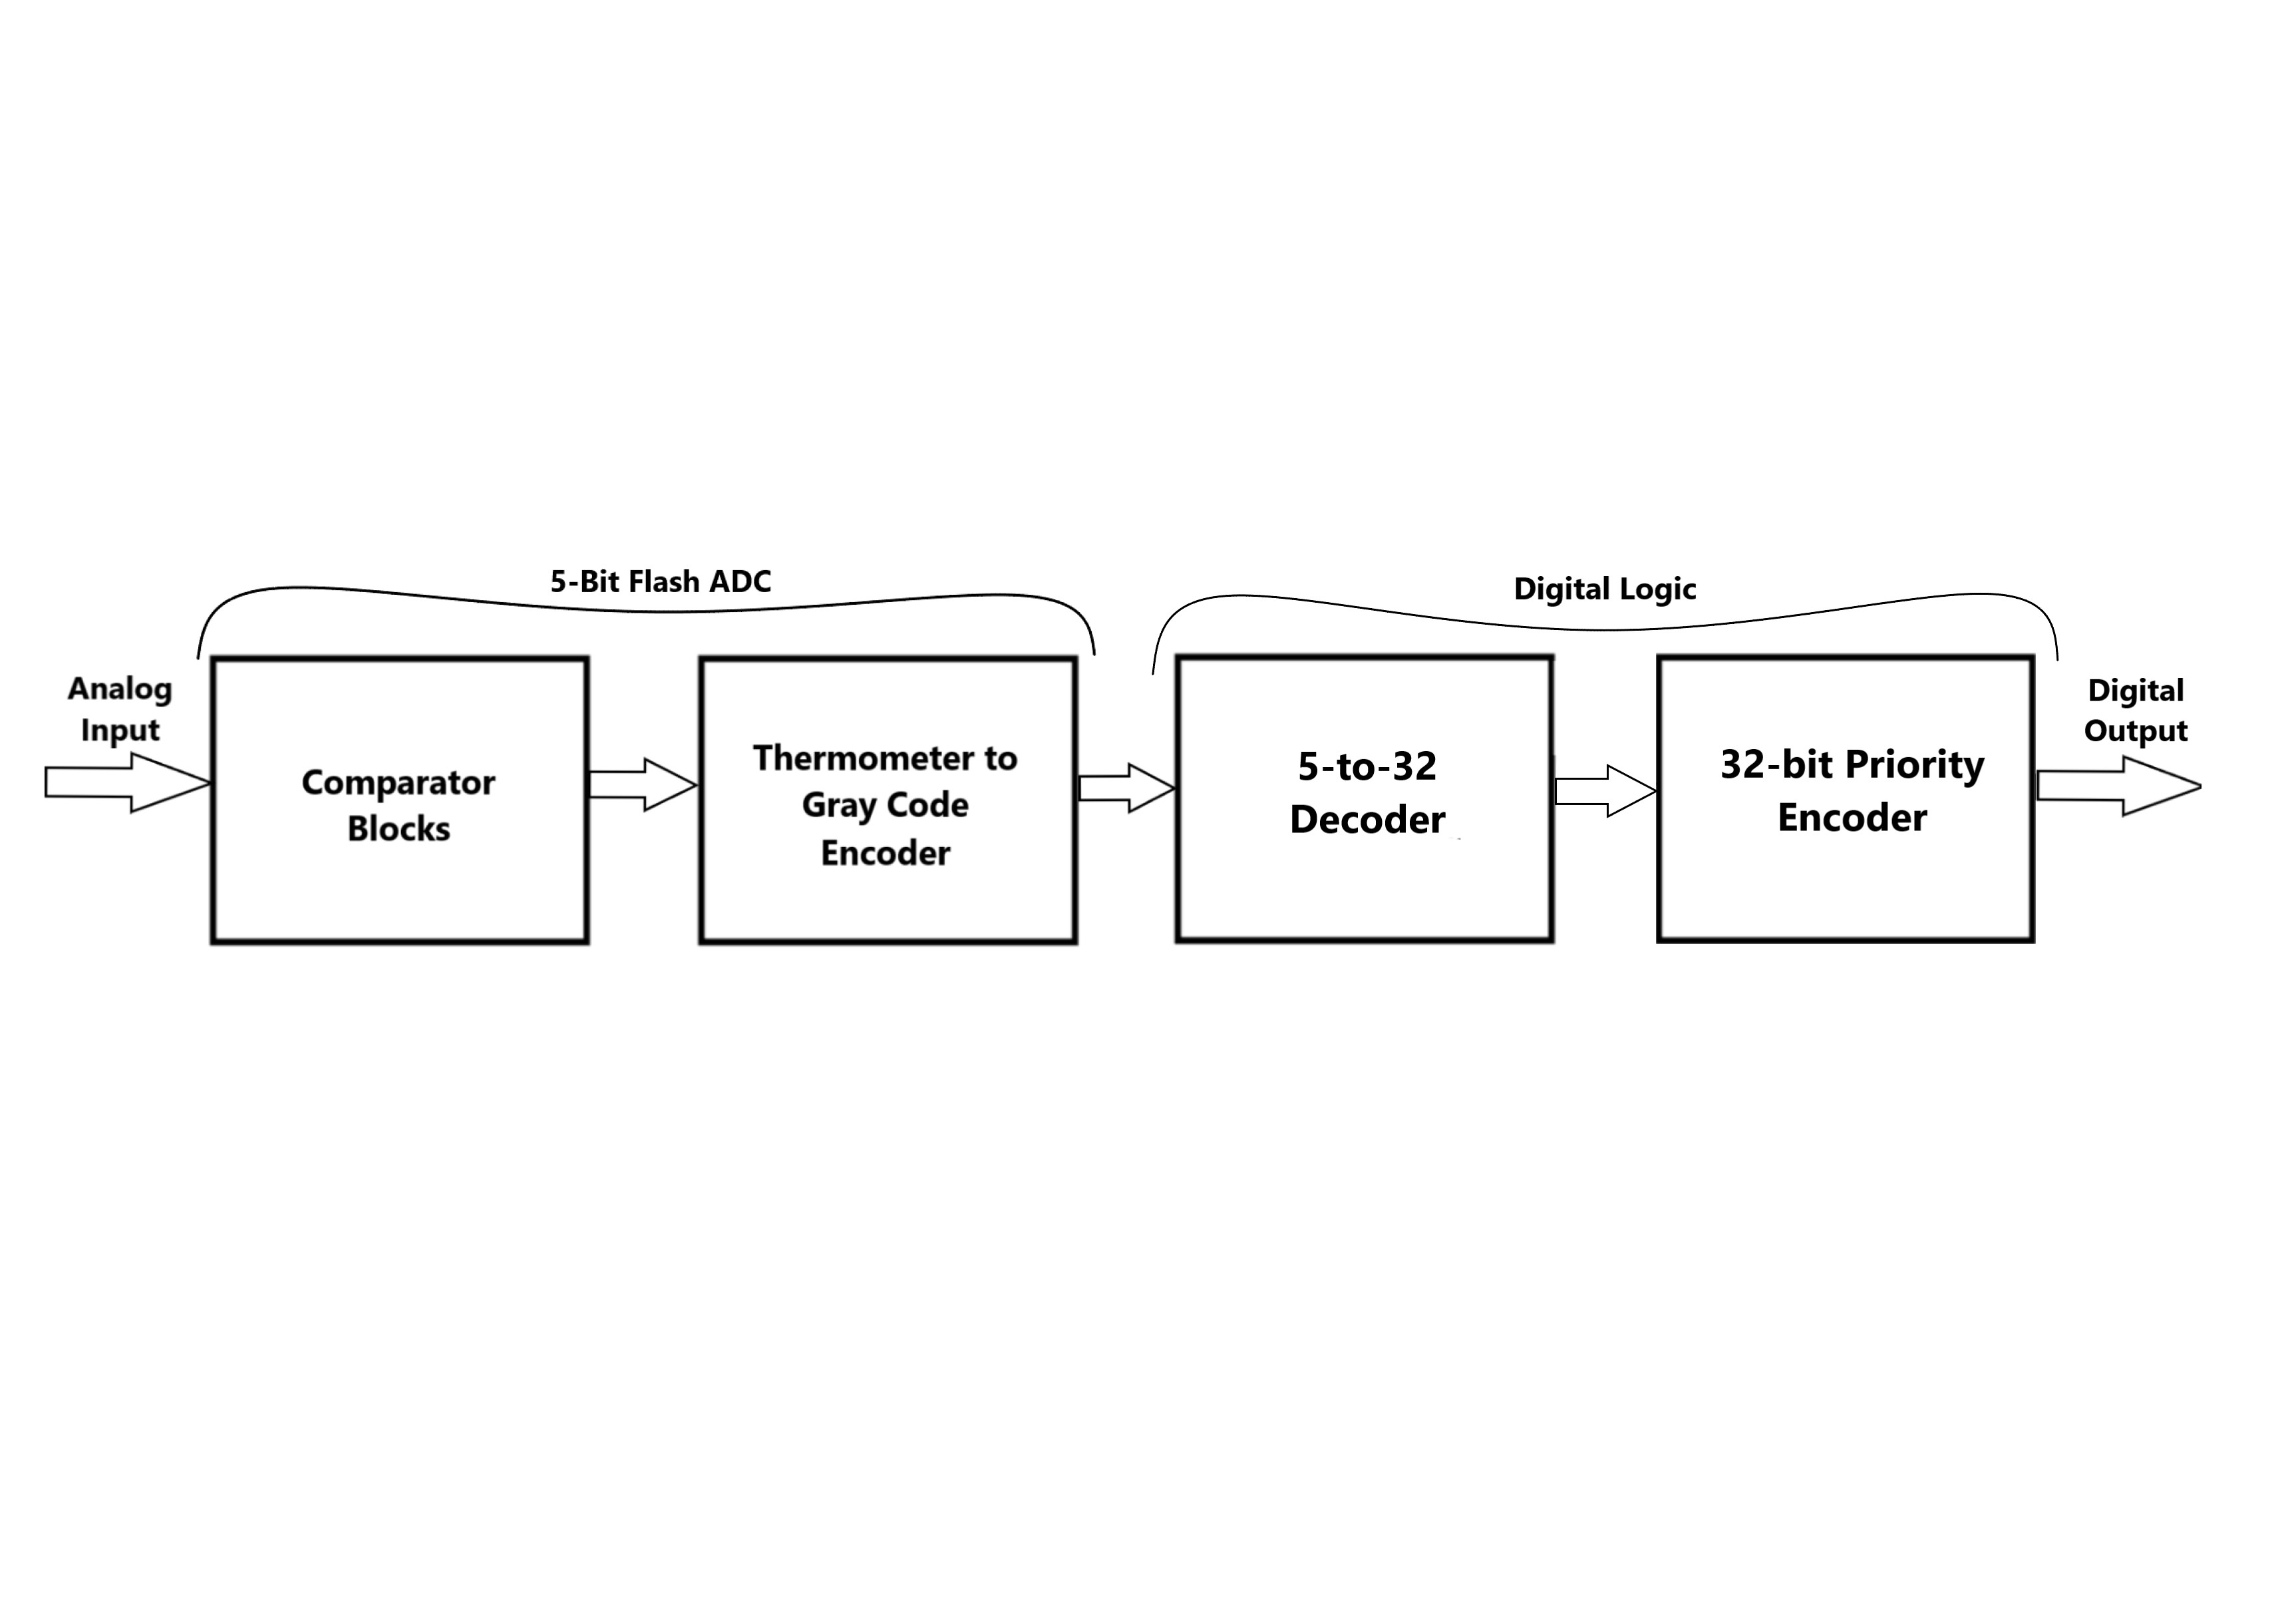 5-Bit Flash ADC
Digital Logic
Analog
Input
Comparator
Blocks
Thermometer to
Gray Code
Encoder
5-to-32
Decoder
32-bit Priority
Encoder
Digital
Output